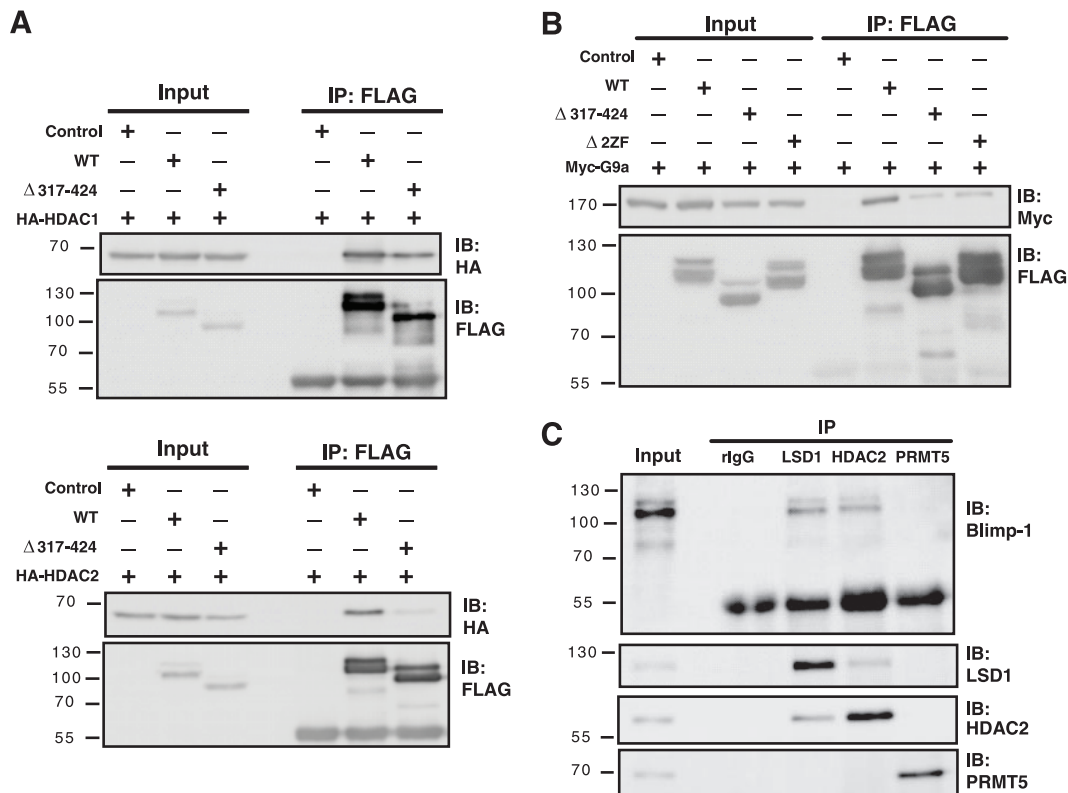 A
Input IP: FLAG
Control + – – + – –
WT – + – – + –
Δ 317-424 – – + – – +
HA-HDAC1 + + + + + +
70 IB:
HA
130
100
70
55
IB:
FLAG
Input IP: FLAG
Control + – – + – –
WT – + – – + –
Δ 317-424 – – + – – +
HA-HDAC2 + + + + + +
70 IB:
HA
130
100
70
55
IB:
FLAG
B
Input IP: FLAG
Control + – – – + – – –
WT – + – – – + – –
Δ 317-424 – – + – – – + –
Δ 2ZF – – – + – – – +
Myc-G9a + + + + + + + +
170 IB:
Myc
130
100
70
55
IB:
FLAG
C
IP
Input rIgG LSD1 HDAC2 PRMT5
130
100
70
55
IB:
Blimp-1
130 IB:
LSD1
55 IB:
HDAC2
70 IB:
PRMT5